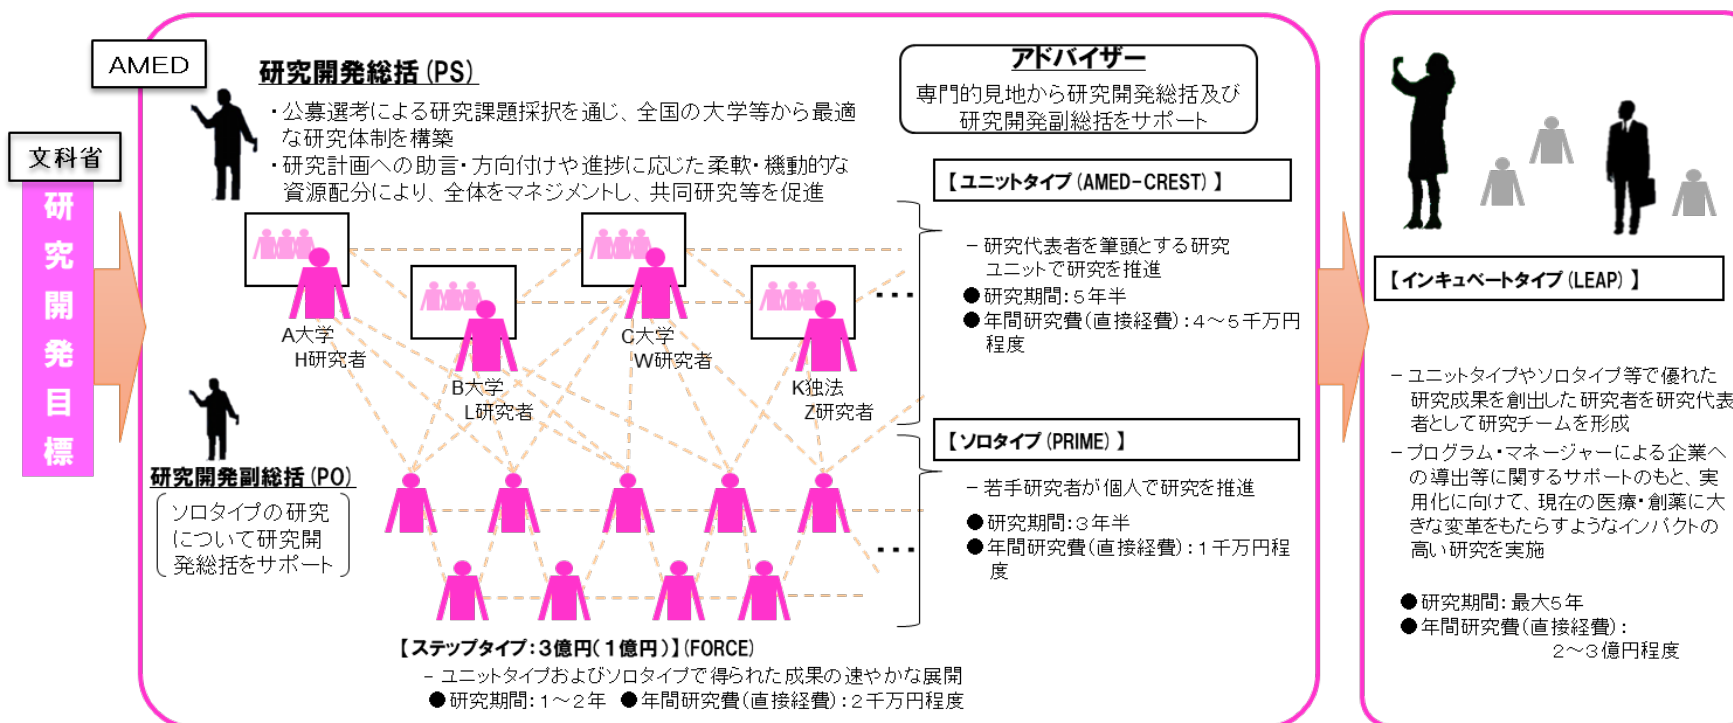 AMED
文科省
研究開発目標
研究開発総括(PS)
・公募選考による研究課題採択を通じ、全国の大学等から最適
な研究体制を構築
・研究計画への助言・方向付けや進捗に応じた柔軟・機動的な
資源配分により、全体をマネジメントし、共同研究等を促進
アドバイザー
専門的見地から研究開発総括及び
研究開発副総括をサポート
A大学
H研究者
B大学
L研究者
C大学
W研究者
K独法
Z研究者
…
【ユニットタイプ(AMED-CREST)】
－研究代表者を筆頭とする研究
ユニットで研究を推進
●研究期間：5年半
●年間研究費(直接経費)：4～5千万円
程度
研究開発副総括(PO)
ソロタイプの研究
について研究開
発総括をサポート
…
【ソロタイプ(PRIME)】
－若手研究者が個人で研究を推進
●研究期間：3年半
●年間研究費(直接経費)：1千万円程
度
【ステップタイプ：3億円(1億円)】(FORCE)
－ユニットタイプおよびソロタイプで得られた成果の速やかな展開
●研究期間：1～2年 ●年間研究費(直接経費)：2千万円程度
【インキュベートタイプ(LEAP)】
－ユニットタイプやソロタイプ等で優れた
研究成果を創出した研究者を研究代表
者として研究チームを形成
－プログラム・マネージャーによる企業へ
の導出等に関するサポートのもと、実
用化に向けて、現在の医療・創薬に大
きな変革をもたらすようなインパクトの
高い研究を実施
●研究期間：最大5年
●年間研究費(直接経費)：
2～3億円程度